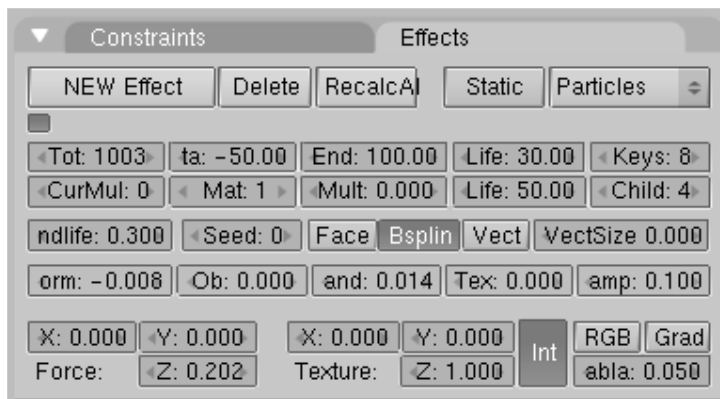 Constraints Effects
NEW Effect Delete RecalcAl Static Particles
Tot: 1003 ta: -50.00 End: 100.00 Life: 30.00 Keys: 8
CurMul: 0 Mat: 1 Mult: 0.000 Life: 50.00 Child: 4
ndlife: 0.300 Seed: 0 Face Bsplin Vect VectSize 0.000
orm: -0.008 Ob: 0.000 and: 0.014 Tex: 0.000 amp: 0.100
X: 0.000 Y: 0.000 X: 0.000 Y: 0.000 Int RGB Grad
Force: Z: 0.202 Texture: Z: 1.000 abla: 0.050